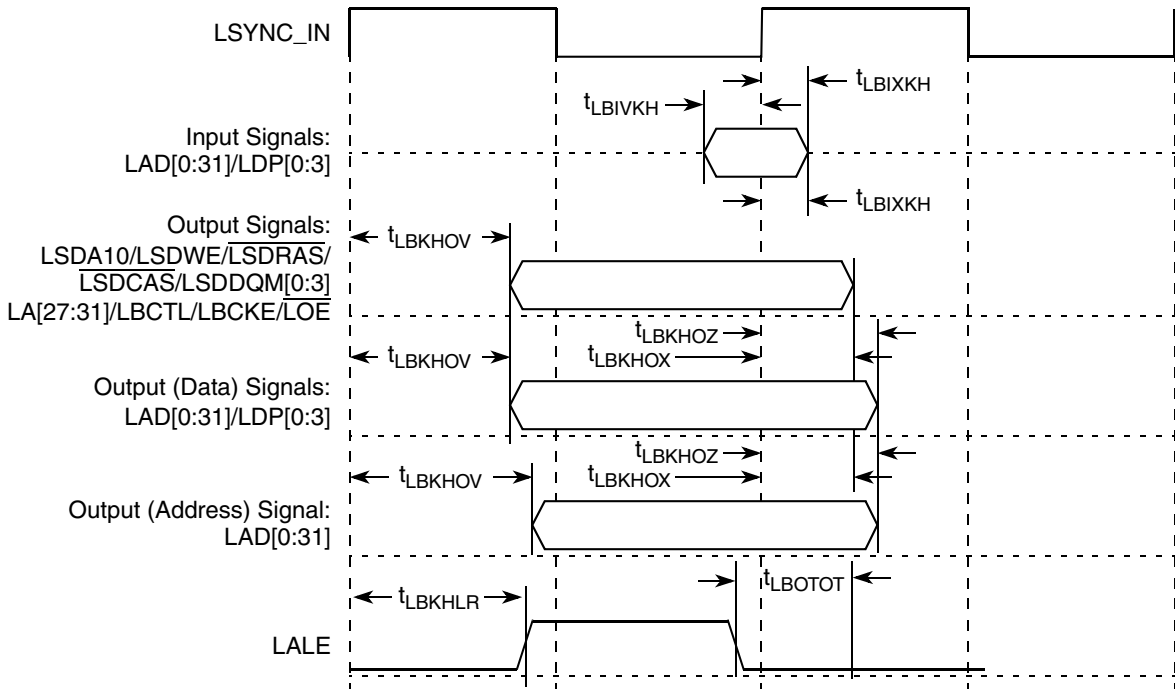 LSYNC_IN
tLBIXKH
tLBIVKH
Input Signals:
LAD[0:31]/LDP[0:3]
tLBIXKH
Output Signals:
LSDA10/LSDWE/LSDRAS/
LSDCAS/LSDDQM[0:3]
LA[27:31]/LBCTL/LBCKE/LOE
tLBKHOV
tLBKHOZ
tLBKHOX
tLBKHOV
Output (Data) Signals:
LAD[0:31]/LDP[0:3]
tLBKHOZ
tLBKHOX
tLBKHOV
Output (Address) Signal:
LAD[0:31]
tLBOTOT
tLBKHLR
LALE